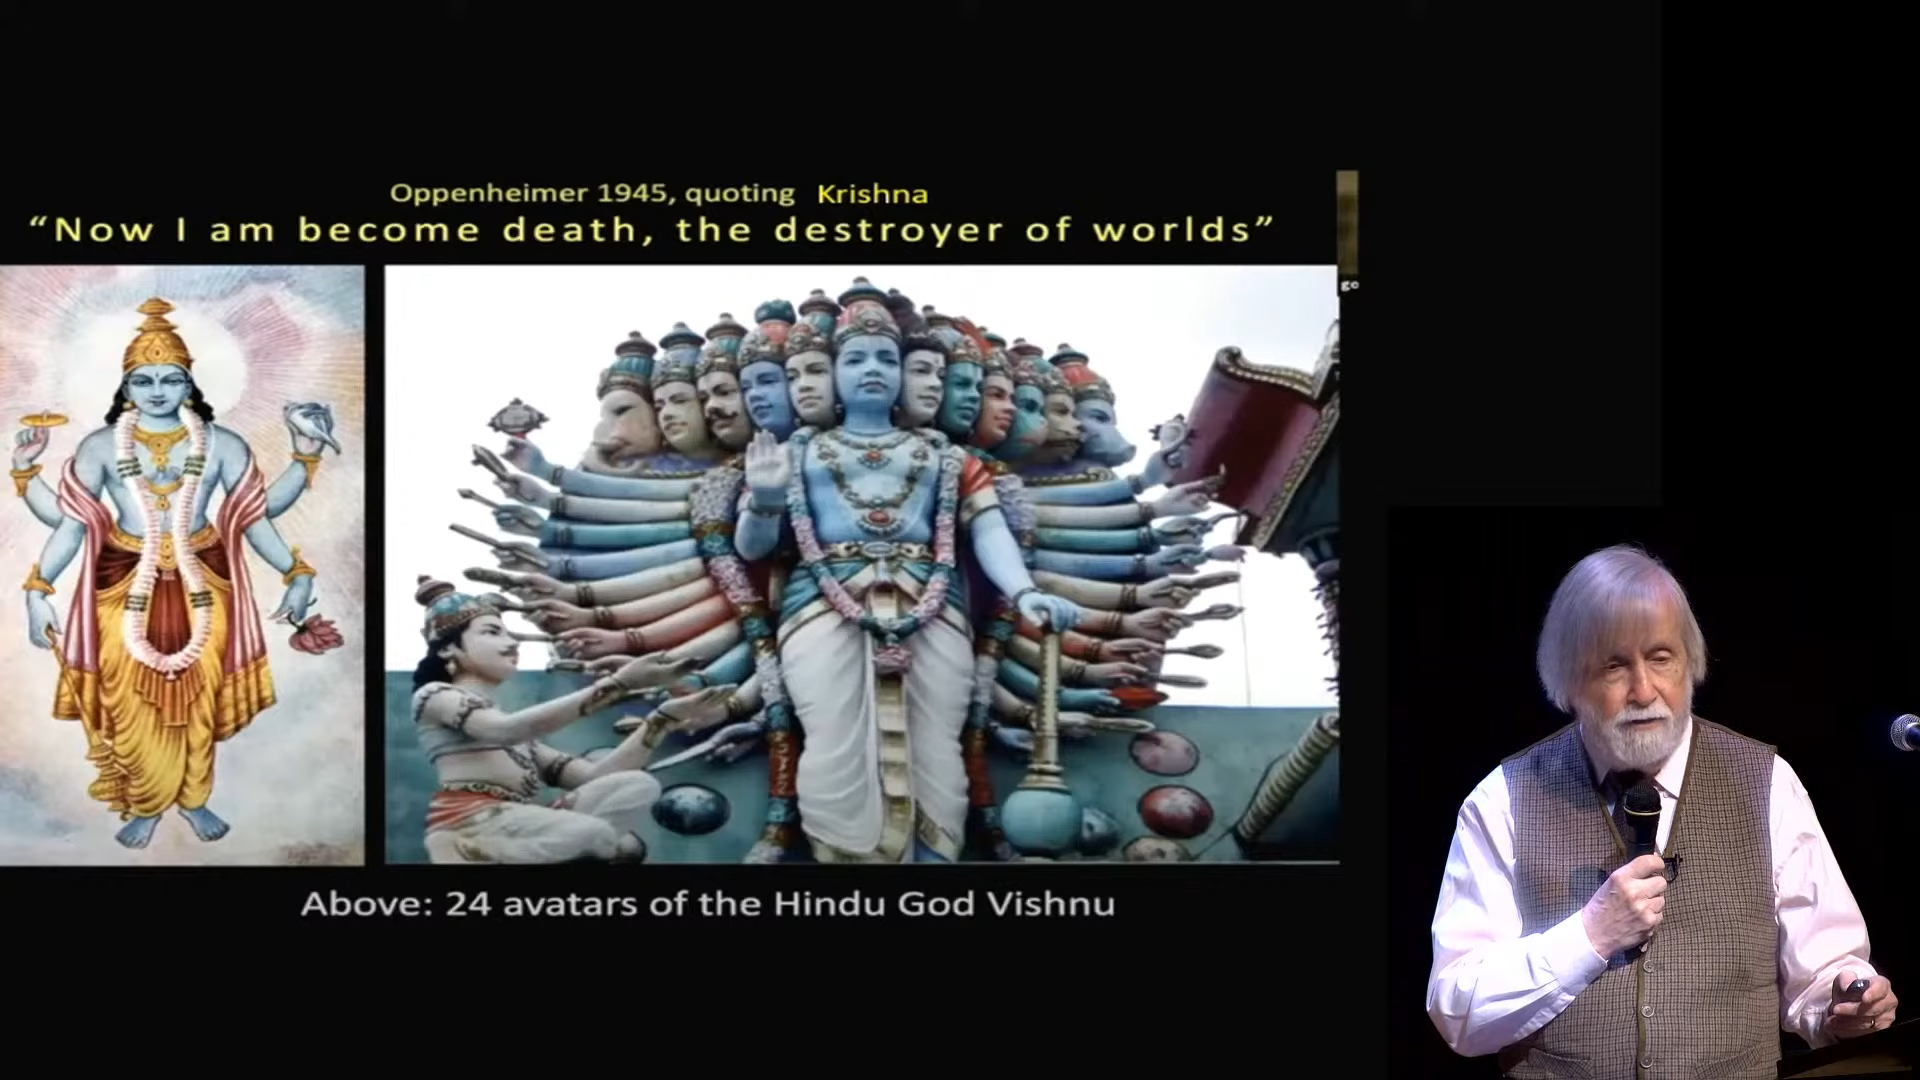 Oppenheimer 1945, quoting Krishna
“Now I am become death, the destroyer of worlds”
gc
Above: 24 avatars of the Hindu God Vishnu